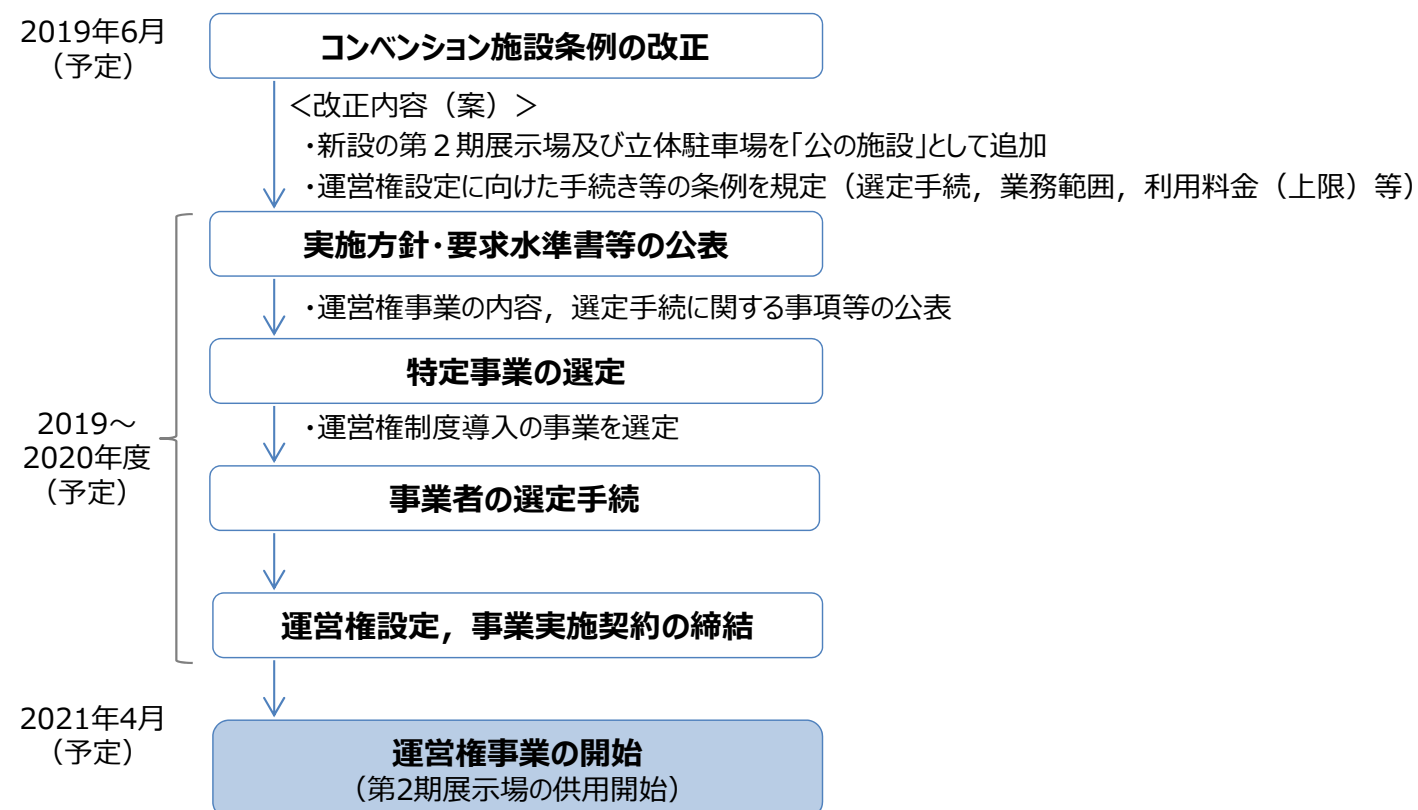 2019年6月
（予定）
コンベンション施設条例の改正
＜改正内容（案）＞
・新設の第２期展示場及び立体駐車場を「公の施設」として追加
・運営権設定に向けた手続き等の条例を規定（選定手続，業務範囲，利用料金（上限）等）
実施方針・要求水準書等の公表
・運営権事業の内容，選定手続に関する事項等の公表
特定事業の選定
2019～
2020年度
（予定）
・運営権制度導入の事業を選定
事業者の選定手続
運営権設定，事業実施契約の締結
2021年4月
（予定）
運営権事業の開始
（第2期展示場の供用開始）